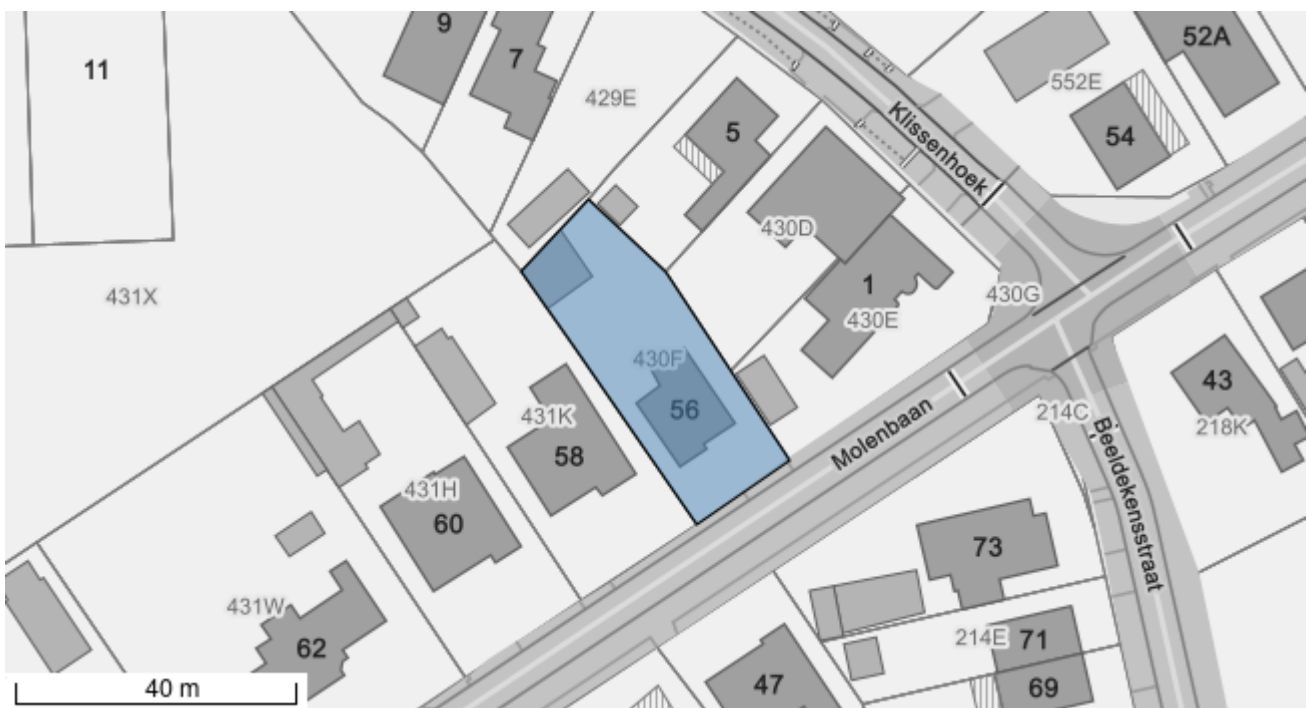 9
52A
7
11
552E
429E
5
54
Klissenhoek
430D
1
430G
431X
430E
430F
43
56
214C
431K
Molenbaan
218K
58
Beeldekensstraat
431H
60
73
431W
214E
71
62
47
69
40 m